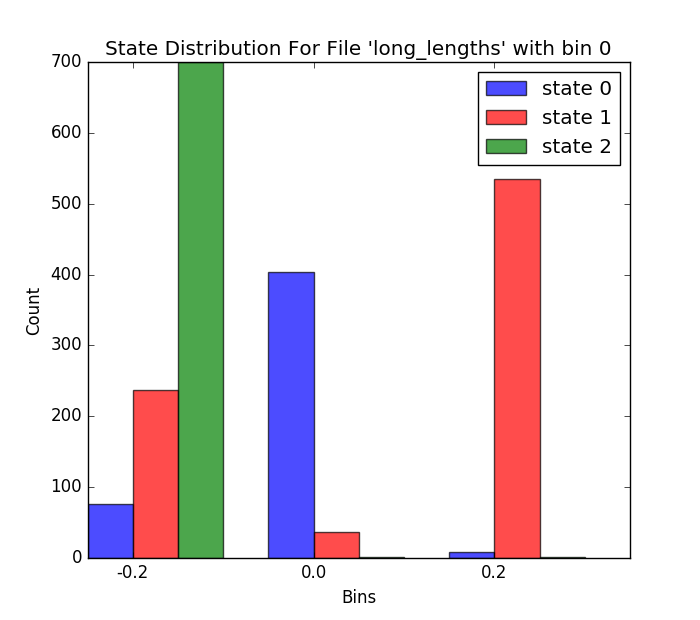 State Distribution For File 'long_lengths' with bin 0
700
600
500
400
300
200
100
0
Count
state 0
state 1
state 2
-0.2
0.0
0.2
Bins